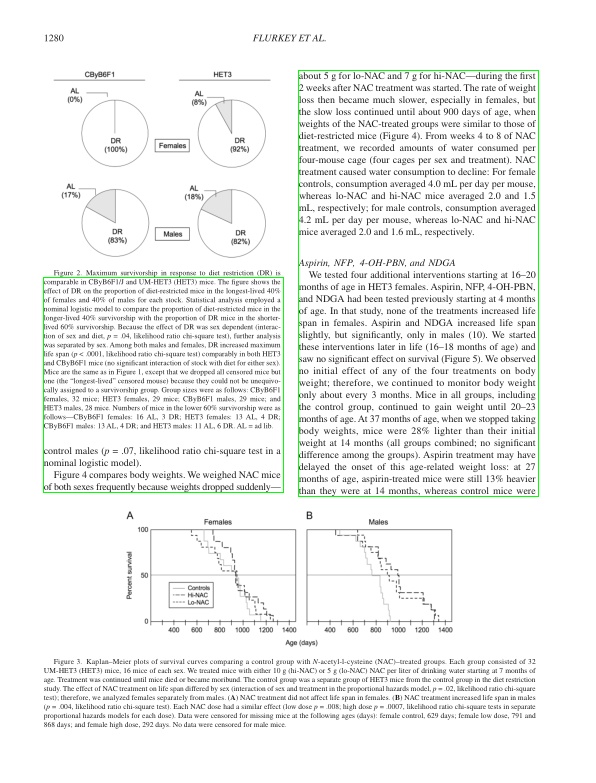 1280
FLURKEY ET AL.
CByB6F1
HET3
AL
(0%)
AL
(8%)
DR
(100%)
DR
(92%)
Females
AL
(17%)
AL
(18%)
DR
(83%)
DR
(82%)
Males
Figure 2. Maximum survivorship in response to diet restriction (DR) is
comparable in CByB6F1/J and UM-HET3 (HET3) mice. The figure shows the
effect of DR on the proportion of diet-restricted mice in the longest-lived 40%
of females and 40% of males for each stock. Statistical analysis employed a
nominal logistic model to compare the proportion of diet-restricted mice in the
longer-lived 40% survivorship with the proportion of DR mice in the shorter-
lived 60% survivorship. Because the effect of DR was sex dependent (interac-
tion of sex and diet, p = .04, likelihood ratio chi-square test), further analysis
was separated by sex. Among both males and females, DR increased maximum
life span (p < .0001, likelihood ratio chi-square test) comparably in both HET3
and CByB6F1 mice (no significant interaction of stock with diet for either sex).
Mice are the same as in Figure 1, except that we dropped all censored mice but
one (the “longest-lived” censored mouse) because they could not be unequivo-
cally assigned to a survivorship group. Group sizes were as follows: CByB6F1
females, 32 mice; HET3 females, 29 mice; CByB6F1 males, 29 mice; and
HET3 males, 28 mice. Numbers of mice in the lower 60% survivorship were as
follows—CByB6F1 females: 16 AL, 3 DR; HET3 females: 13 AL, 4 DR;
CByB6F1 males: 13 AL, 4 DR; and HET3 males: 11 AL, 6 DR. AL = ad lib.
control males (p = .07, likelihood ratio chi-square test in a
nominal logistic model).
Figure 4 compares body weights. We weighed NAC mice
of both sexes frequently because weights dropped suddenly—
about 5 g for lo-NAC and 7 g for hi-NAC—during the first
2 weeks after NAC treatment was started. The rate of weight
loss then became much slower, especially in females, but
the slow loss continued until about 900 days of age, when
weights of the NAC-treated groups were similar to those of
diet-restricted mice (Figure 4). From weeks 4 to 8 of NAC
treatment, we recorded amounts of water consumed per
four-mouse cage (four cages per sex and treatment). NAC
treatment caused water consumption to decline: For female
controls, consumption averaged 4.0 mL per day per mouse,
whereas lo-NAC and hi-NAC mice averaged 2.0 and 1.5
mL, respectively; for male controls, consumption averaged
4.2 mL per day per mouse, whereas lo-NAC and hi-NAC
mice averaged 2.0 and 1.6 mL, respectively.
Aspirin, NFP, 4-OH-PBN, and NDGA
We tested four additional interventions starting at 16–20
months of age in HET3 females. Aspirin, NFP, 4-OH-PBN,
and NDGA had been tested previously starting at 4 months
of age. In that study, none of the treatments increased life
span in females. Aspirin and NDGA increased life span
slightly, but significantly, only in males (10). We started
these interventions later in life (16–18 months of age) and
saw no significant effect on survival (Figure 5). We observed
no initial effect of any of the four treatments on body
weight; therefore, we continued to monitor body weight
only about every 3 months. Mice in all groups, including
the control group, continued to gain weight until 20–23
months of age. At 37 months of age, when we stopped taking
body weights, mice were 28% lighter than their initial
weight at 14 months (all groups combined; no significant
difference among the groups). Aspirin treatment may have
delayed the onset of this age-related weight loss: at 27
months of age, aspirin-treated mice were still 13% heavier
than they were at 14 months, whereas control mice were
A
Females
B
Males
Percent survival
100
50
0
Controls
Hi-NAC
Lo-NAC
400 600 800 1000 1200 1400
400 600 800 1000 1200 1400
Age (days)
Figure 3. Kaplan–Meier plots of survival curves comparing a control group with N-acetyl-l-cysteine (NAC)–treated groups. Each group consisted of 32
UM-HET3 (HET3) mice, 16 mice of each sex. We treated mice with either 10 g (hi-NAC) or 5 g (lo-NAC) NAC per liter of drinking water starting at 7 months of
age. Treatment was continued until mice died or became moribund. The control group was a separate group of HET3 mice from the control group in the diet restriction
study. The effect of NAC treatment on life span differed by sex (interaction of sex and treatment in the proportional hazards model, p = .02, likelihood ratio chi-square
test); therefore, we analyzed females separately from males. (A) NAC treatment did not affect life span in females. (B) NAC treatment increased life span in males
(p = .004, likelihood ratio chi-square test). Each NAC dose had a similar effect (low dose p = .008, high dose p = .0007, likelihood ratio chi-square tests in separate
proportional hazards models for each dose). Data were censored for missing mice at the following ages (days): female control, 629 days; female low dose, 791 and
868 days; and female high dose, 292 days. No data were censored for male mice.